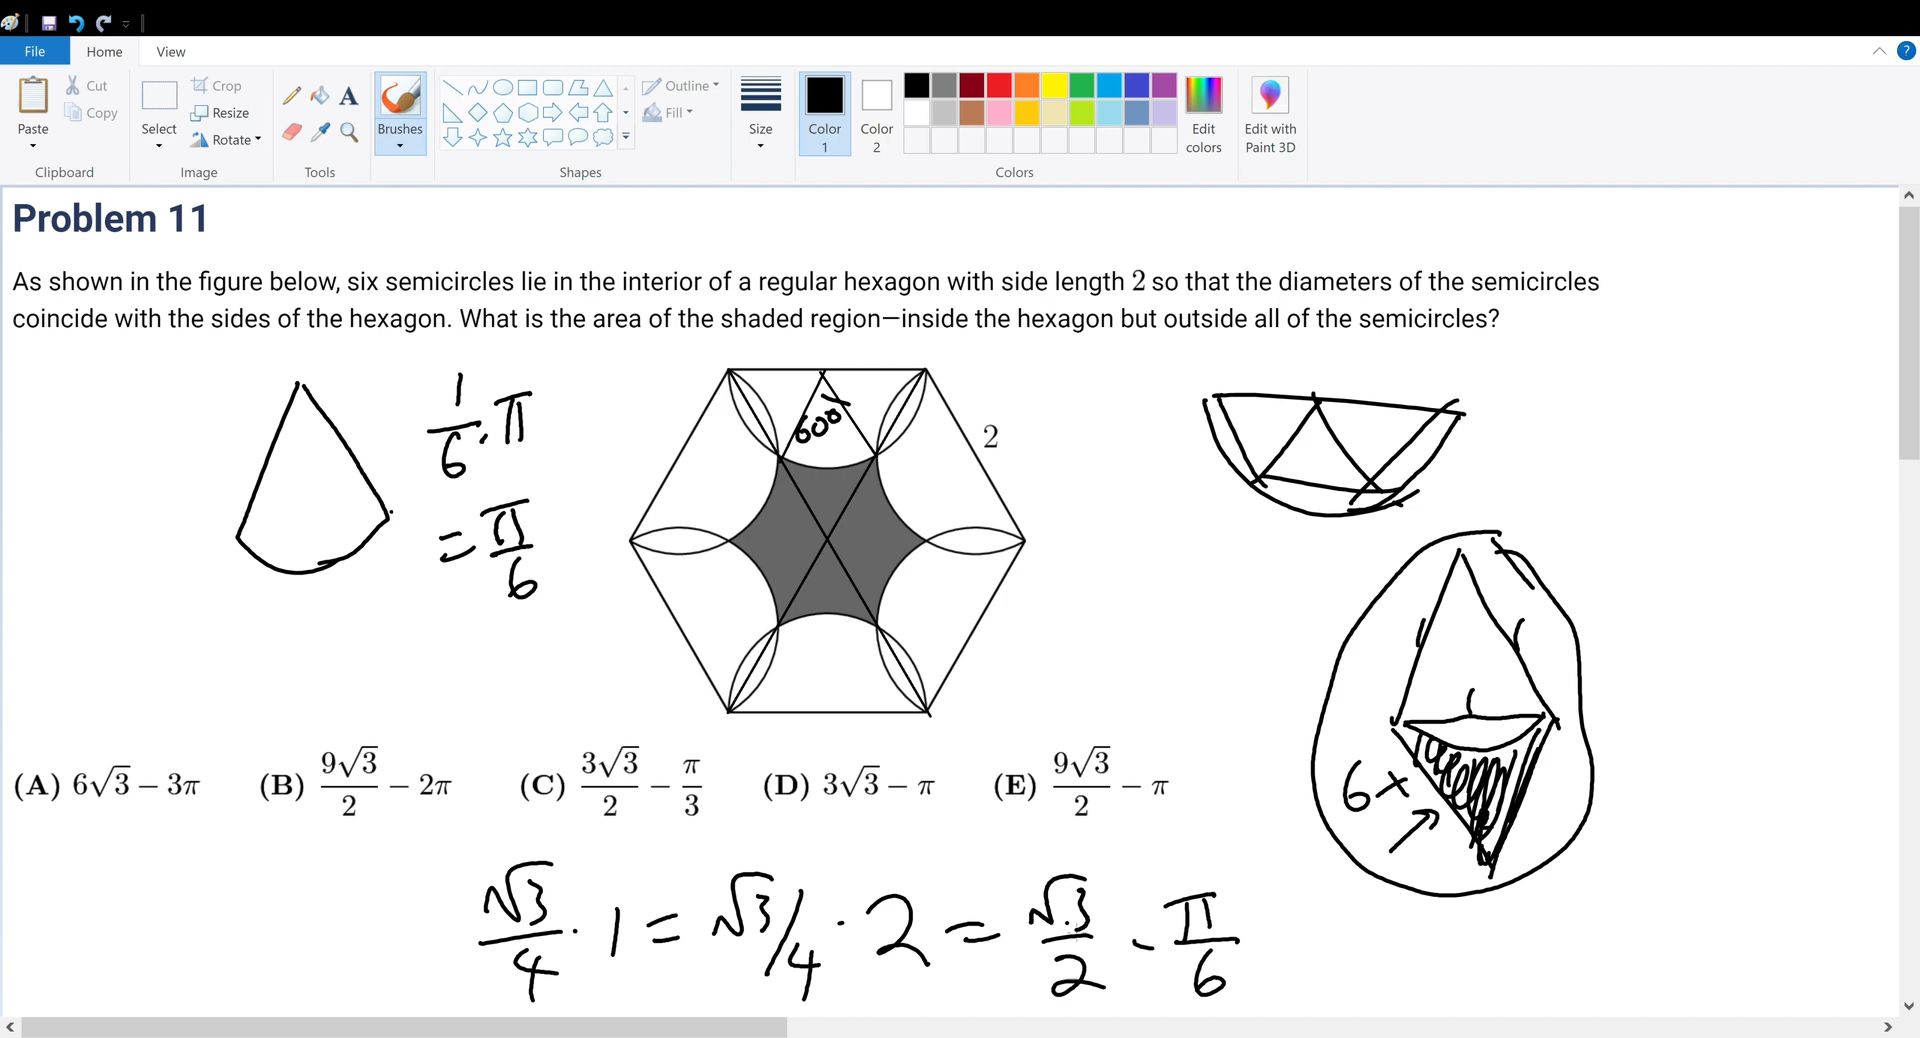 File Home View ?
Paste Cut Copy Select Crop Resize Rotate A Brushes Outline Fill Size Color 1 Color 2 Edit colors Edit with Paint 3D
Clipboard Image Tools Shapes Colors
Problem 11
As shown in the figure below, six semicircles lie in the interior of a regular hexagon with side length 2 so that the diameters of the semicircles
coincide with the sides of the hexagon. What is the area of the shaded region—inside the hexagon but outside all of the semicircles?
1/6 · π
= π/6
60°
2
1 1
1
6 ×
(A) 6√3 − 3π (B) 9√3/2 − 2π (C) 3√3/2 − π/3 (D) 3√3 − π (E) 9√3/2 − π
√3/4 · 1 = √3/4 · 2 = √3/2 - π/6